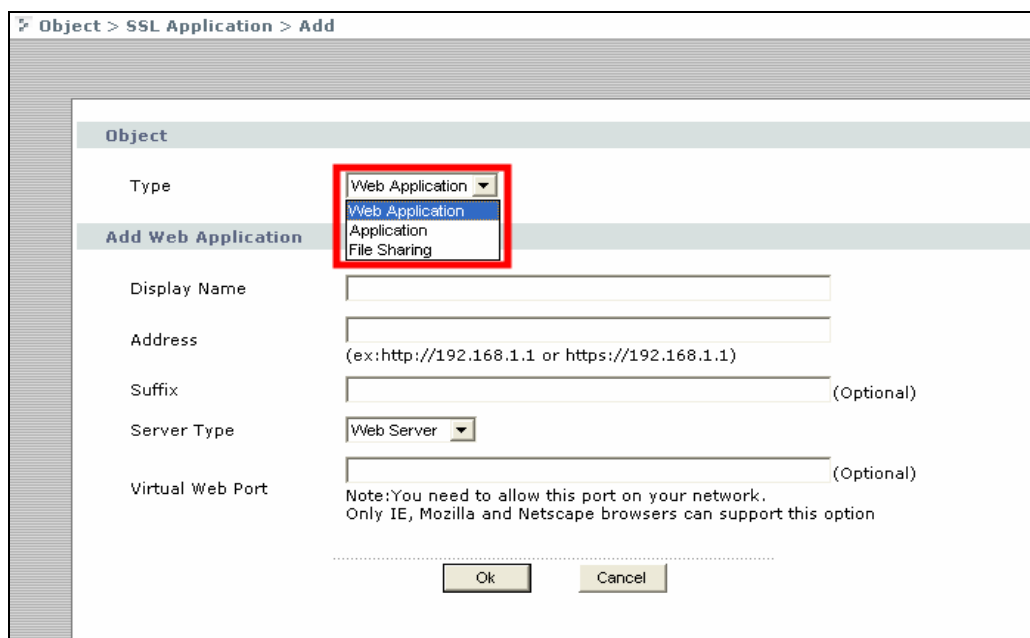 Object > SSL Application > Add
Object
Type
Web Application
Web Application
Application
File Sharing
Add Web Application
Display Name
Address
(ex:http://192.168.1.1 or https://192.168.1.1)
Suffix
(Optional)
Server Type
Web Server
Virtual Web Port
(Optional)
Note:You need to allow this port on your network.
Only IE, Mozilla and Netscape browsers can support this option
Ok
Cancel